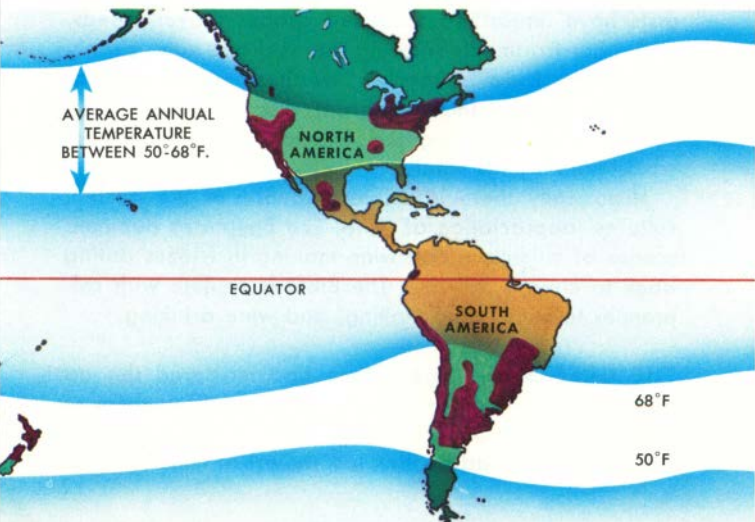 AVERAGE ANNUAL
TEMPERATURE
BETWEEN 50°-68°F.
NORTH
AMERICA
EQUATOR
SOUTH
AMERICA
68°F
50°F